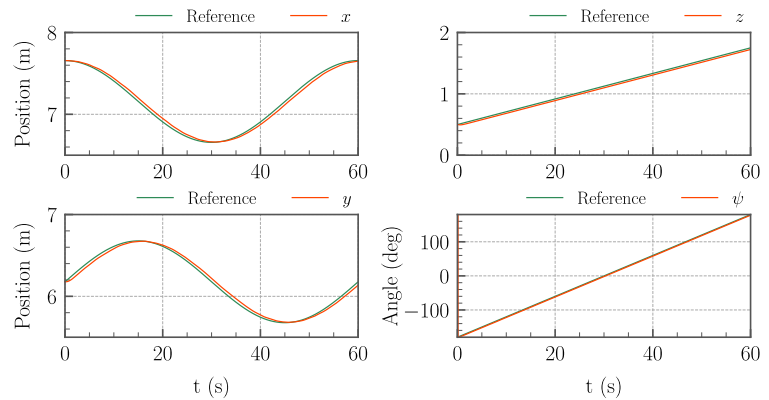 Reference x
8
7
Position (m)
0 20 40 60
Reference z
2
1
0
0 20 40 60
Reference y
7
6
Position (m)
0 20 40 60
t (s)
Reference ψ
100
0
−100
Angle (deg)
0 20 40 60
t (s)